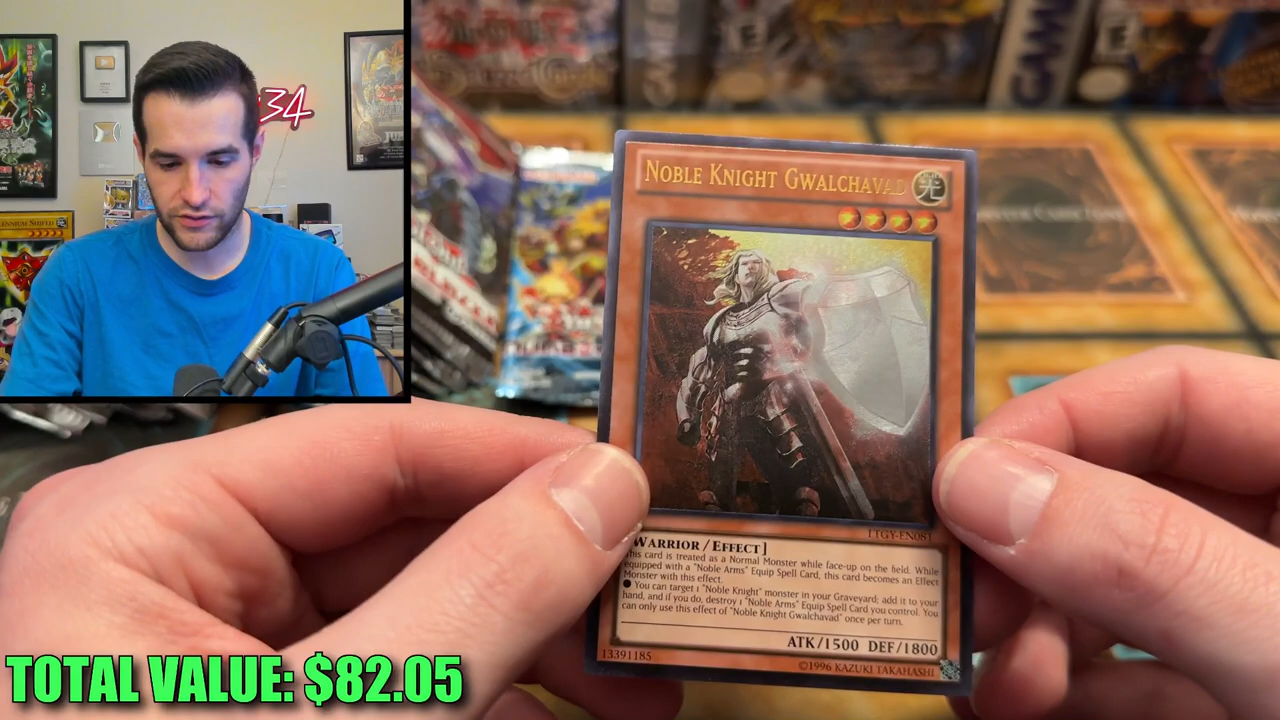 34
LLENNIUM SHIELD
NOBLE KNIGHT GWALCHAVAD
光
LTGY-EN081
[WARRIOR / EFFECT]
This card is treated as a Normal Monster while face-up on the field. While
equipped with a "Noble Arms" Equip Spell Card, this card becomes an Effect
Monster with this effect.
● You can target 1 "Noble Knight" monster in your Graveyard; add it to your
hand, and if you do, destroy 1 "Noble Arms" Equip Spell Card you control. You
can only use this effect of "Noble Knight Gwalchavad" once per turn.
ATK/1500 DEF/1800
13391185
©1996 KAZUKI TAKAHASHI
TOTAL VALUE: $82.05